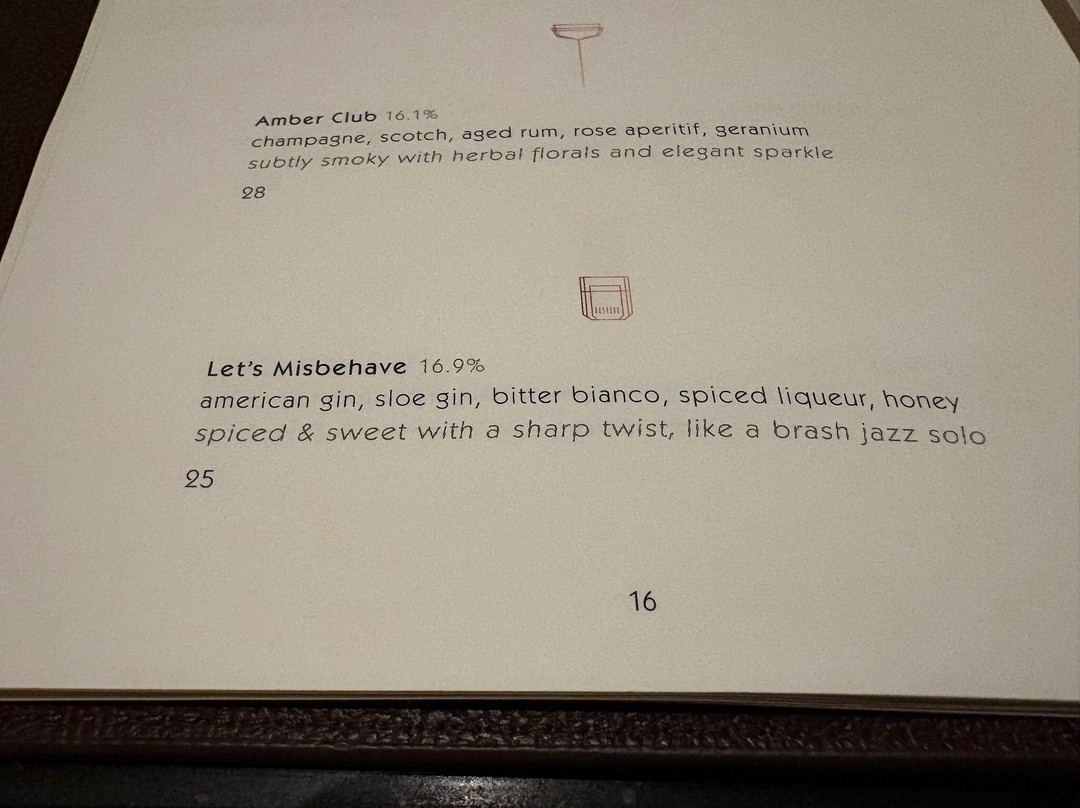 Amber Club 16.1%
champagne, scotch, aged rum, rose aperitif, geranium
subtly smoky with herbal florals and elegant sparkle
28
Let's Misbehave 16.9%
american gin, sloe gin, bitter bianco, spiced liqueur, honey
spiced & sweet with a sharp twist, like a brash jazz solo
25
16